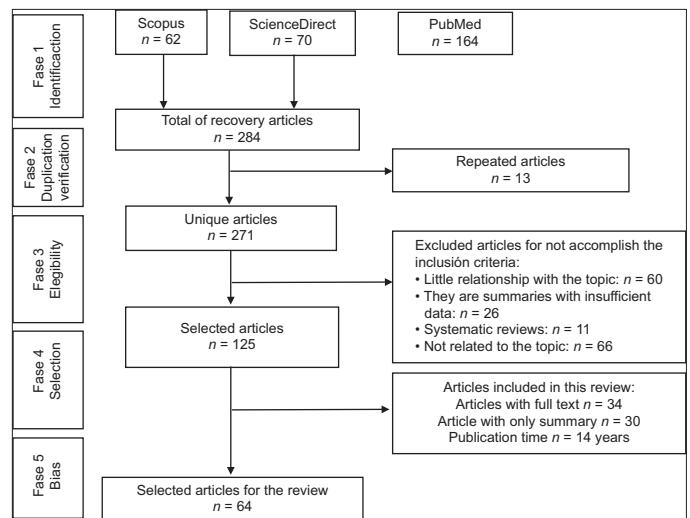 Fase 1
Identificaction
Scopus
n = 62
ScienceDirect
n = 70
PubMed
n = 164
Total of recovery articles
n = 284
Fase 2
Duplication
verification
Repeated articles
n = 13
Unique articles
n = 271
Fase 3
Elegibility
Excluded articles for not accomplish the
inclusión criteria:
• Little relationship with the topic: n = 60
• They are summaries with insufficient
data: n = 26
• Systematic reviews: n = 11
• Not related to the topic: n = 66
Selected articles
n = 125
Fase 4
Selection
Articles included in this review:
Articles with full text n = 34
Article with only summary n = 30
Publication time n = 14 years
Fase 5
Bias
Selected articles for the review
n = 64